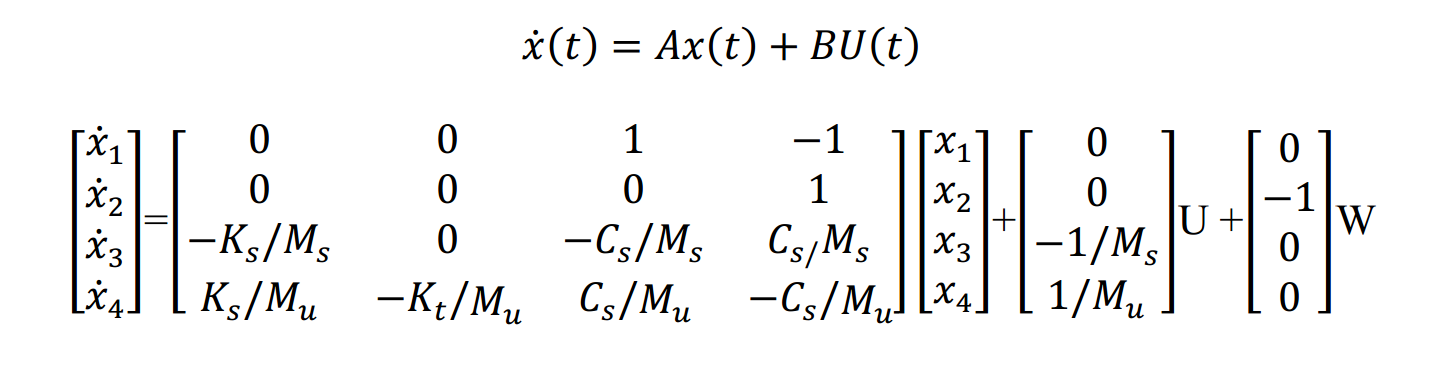 ẋ(t) = Ax(t) + BU(t)
[ẋ₁ ẋ₂ ẋ₃ ẋ₄] = [0 0 1 −1
0 0 0 1
−Kₛ/Mₛ 0 −Cₛ/Mₛ Cₛ/Mₛ
Kₛ/Mᵤ −Kₜ/Mᵤ Cₛ/Mᵤ −Cₛ/Mᵤ] [x₁ x₂ x₃ x₄] + [0 0 −1/Mₛ 1/Mᵤ] U + [0 −1 0 0] W